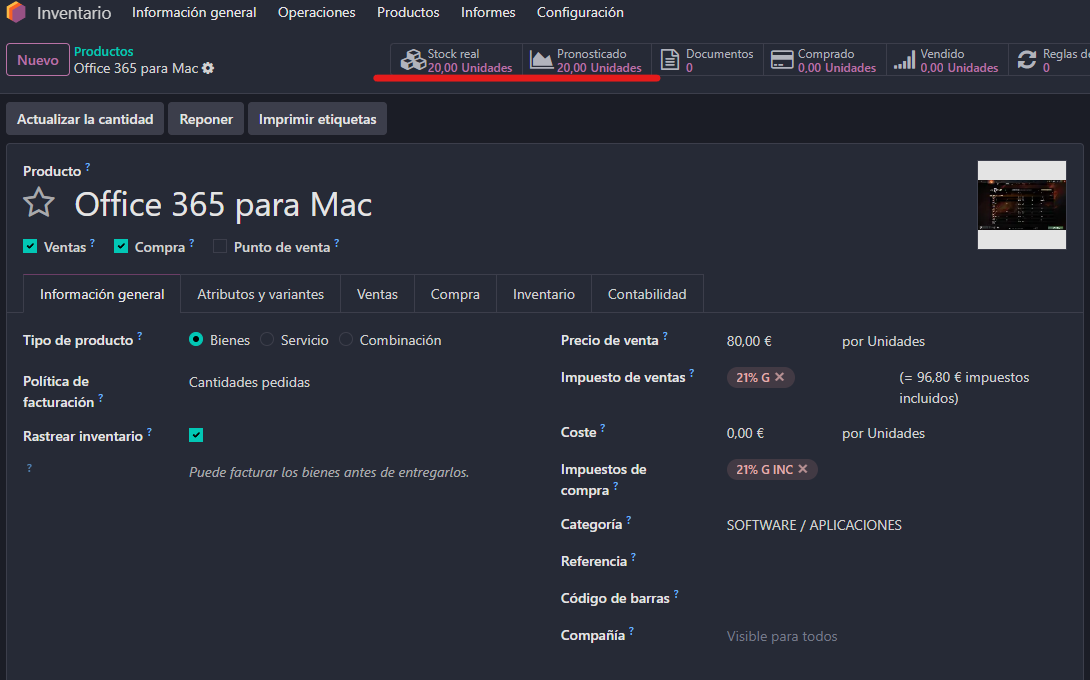 Inventario Información general Operaciones Productos Informes Configuración
Nuevo
Productos
Office 365 para Mac
Stock real
20,00 Unidades
Pronosticado
20,00 Unidades
Documentos
0
Comprado
0,00 Unidades
Vendido
0,00 Unidades
Reglas de
0
Actualizar la cantidad Reponer Imprimir etiquetas
Producto ?
Office 365 para Mac
Ventas ? Compra ? Punto de venta ?
Información general Atributos y variantes Ventas Compra Inventario Contabilidad
Tipo de producto ? Bienes Servicio Combinación
Política de
facturación ?
Cantidades pedidas
Rastrear inventario ?
? Puede facturar los bienes antes de entregarlos.
Precio de venta ? 80,00 € por Unidades
Impuesto de ventas ? 21% G ✕ (= 96,80 € impuestos
incluidos)
Coste ? 0,00 € por Unidades
Impuestos de
compra ?
21% G INC ✕
Categoría ? SOFTWARE / APLICACIONES
Referencia ?
Código de barras ?
Compañía ? Visible para todos